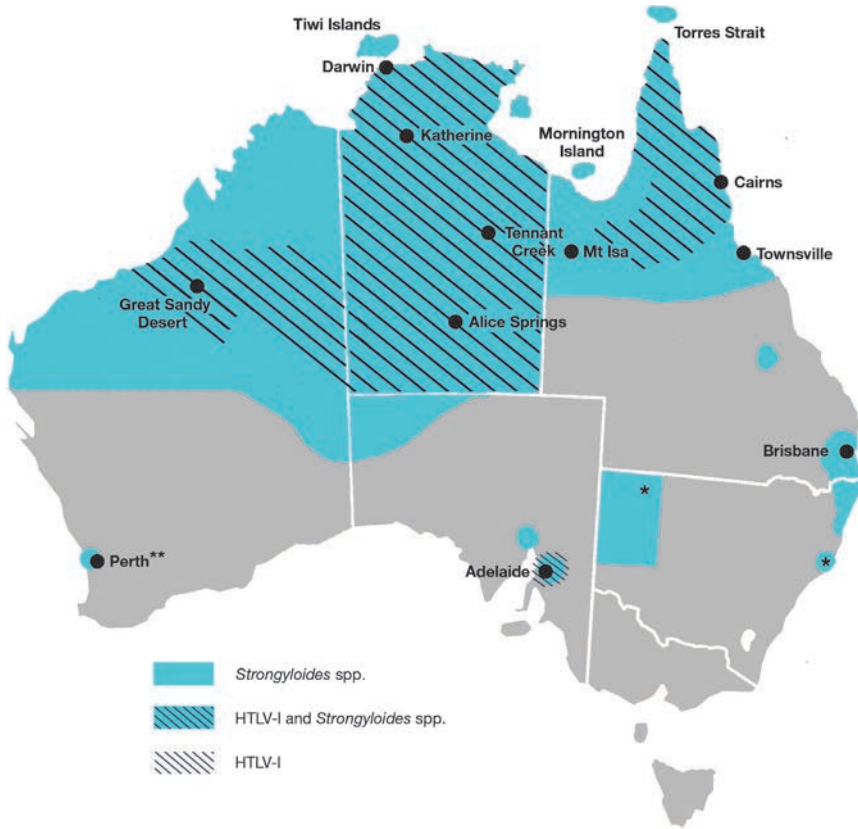 Tiwi Islands
Torres Strait
Darwin
Katherine
Mornington
Island
Cairns
Tennant
Creek
Mt Isa
Townsville
Great Sandy
Desert
Alice Springs
Brisbane
*
Perth**
Adelaide
*
Strongyloides spp.
HTLV-I and Strongyloides spp.
HTLV-I